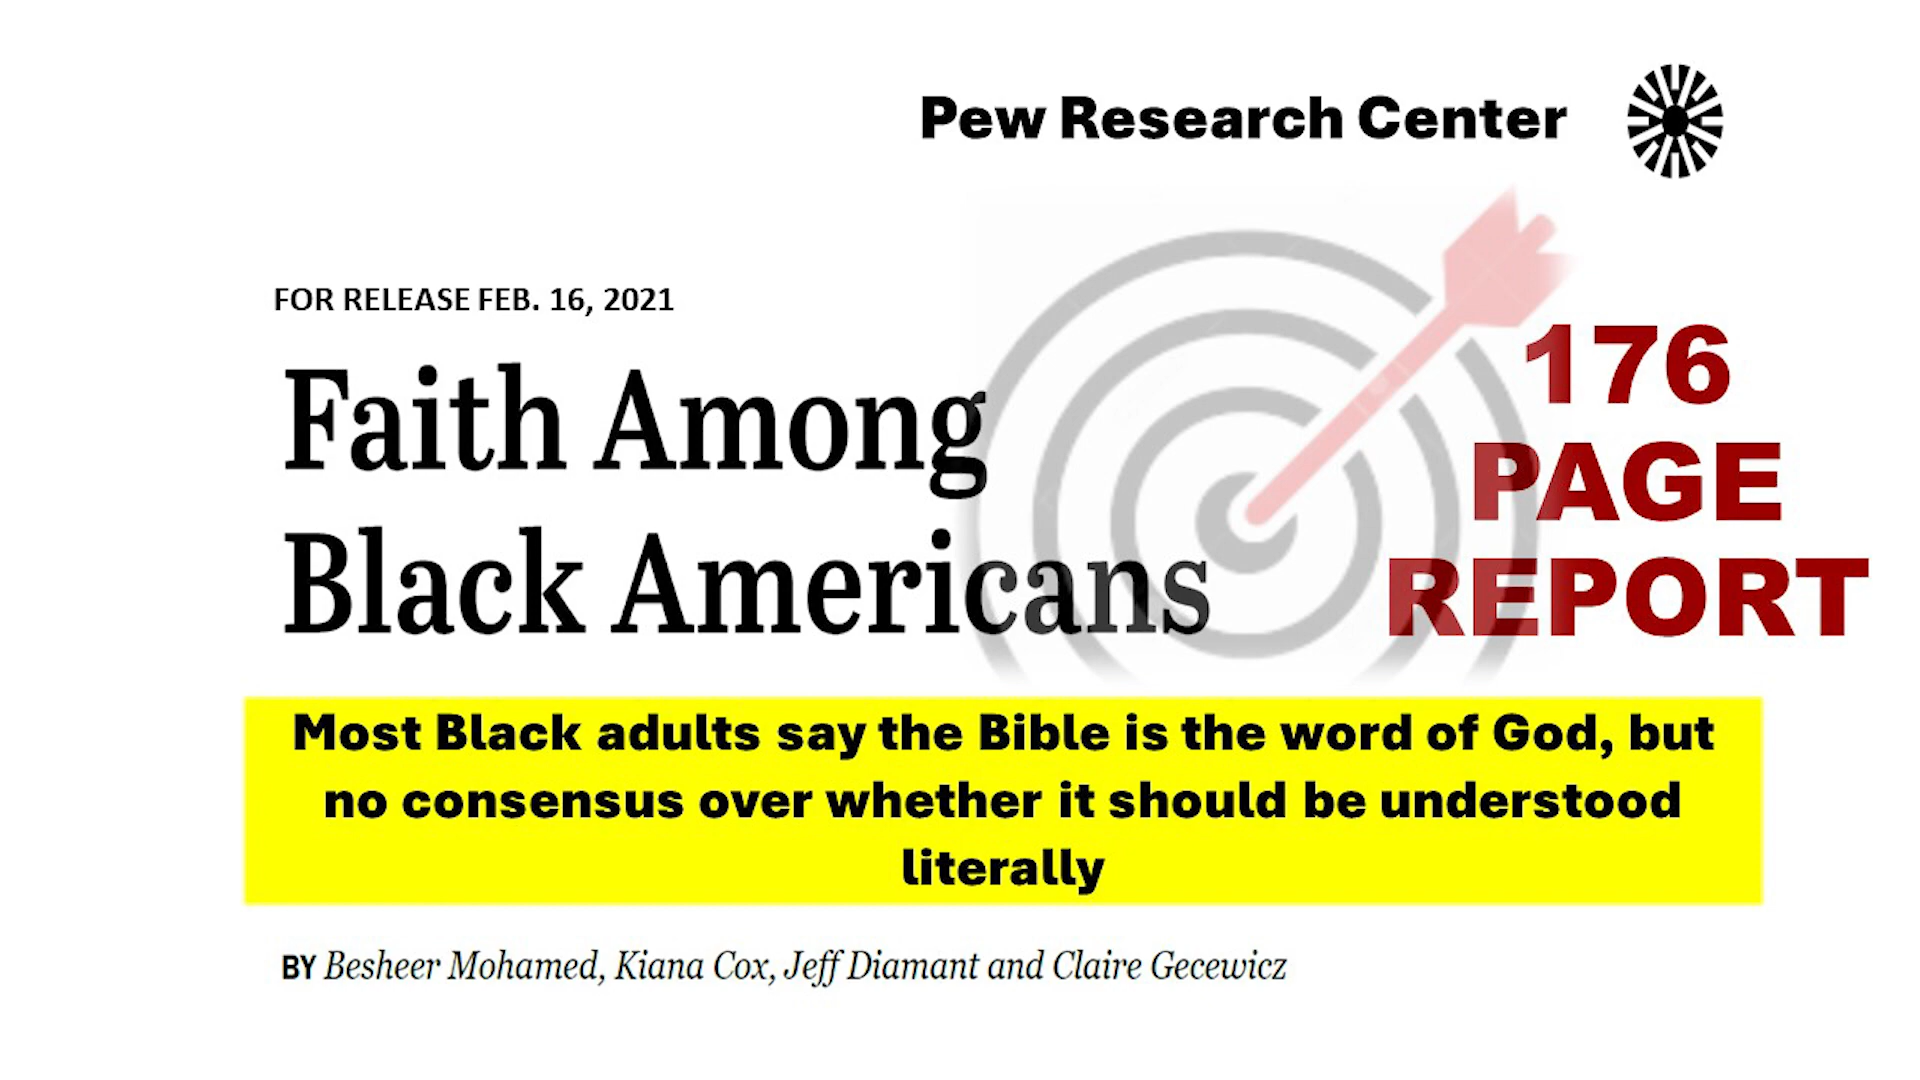 Pew Research Center
FOR RELEASE FEB. 16, 2021
Faith Among
Black Americans
176
PAGE
REPORT
Most Black adults say the Bible is the word of God, but
no consensus over whether it should be understood
literally
BY Besheer Mohamed, Kiana Cox, Jeff Diamant and Claire Gecewicz